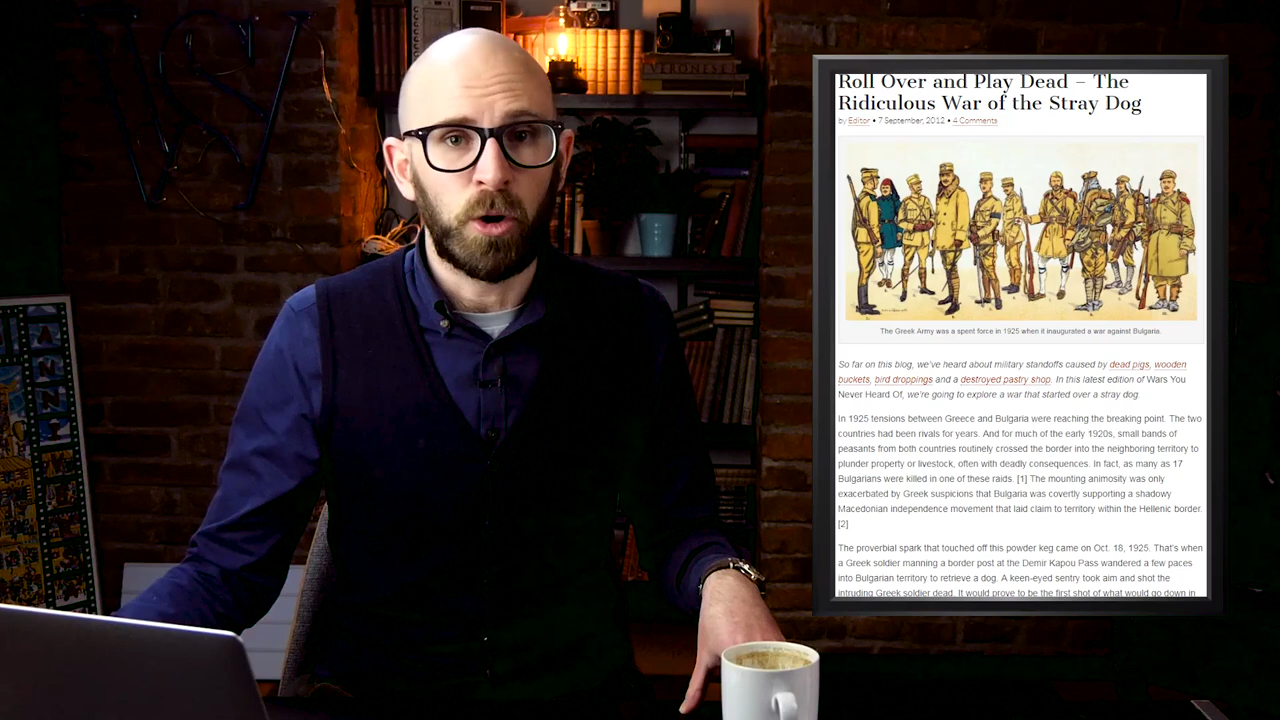 Roll Over and Play Dead – The
Ridiculous War of the Stray Dog
by Editor • 7 September, 2012 • 4 Comments
The Greek Army was a spent force in 1925 when it inaugurated a war against Bulgaria.
So far on this blog, we've heard about military standoffs caused by dead pigs, wooden
buckets, bird droppings and a destroyed pastry shop. In this latest edition of Wars You
Never Heard Of, we're going to explore a war that started over a stray dog.
In 1925 tensions between Greece and Bulgaria were reaching the breaking point. The two
countries had been rivals for years. And for much of the early 1920s, small bands of
peasants from both countries routinely crossed the border into the neighboring territory to
plunder property or livestock, often with deadly consequences. In fact, as many as 17
Bulgarians were killed in one of these raids. [1] The mounting animosity was only
exacerbated by Greek suspicions that Bulgaria was covertly supporting a shadowy
Macedonian independence movement that laid claim to territory within the Hellenic border.
[2]
The proverbial spark that touched off this powder keg came on Oct. 18, 1925. That's when
a Greek soldier manning a border post at the Demir Kapou Pass wandered a few paces
into Bulgarian territory to retrieve a dog. A keen-eyed sentry took aim and shot the
intruding Greek soldier dead. It would prove to be the first shot of what would go down in
VERONESE